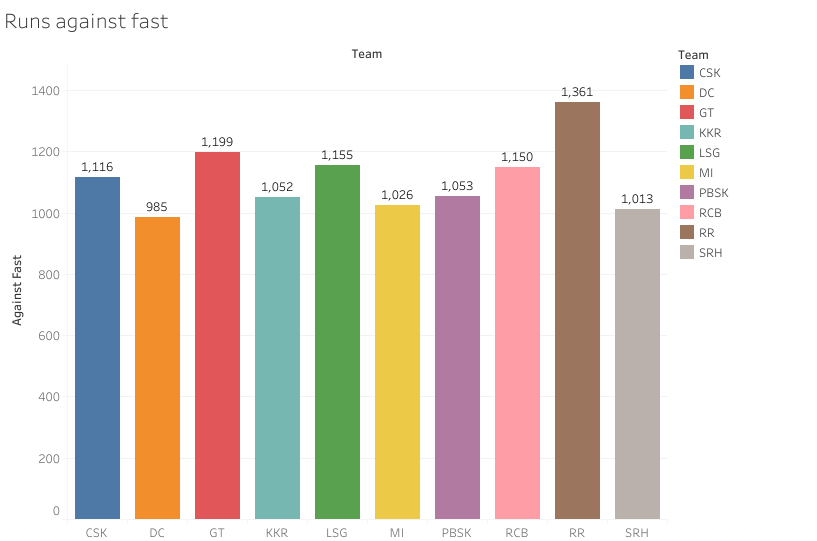 Runs against fast
Team
Team
CSK
DC
GT
KKR
LSG
MI
PBSK
RCB
RR
SRH
Against Fast
1400
1200
1000
800
600
400
200
0
1,116
985
1,199
1,052
1,155
1,026
1,053
1,150
1,361
1,013
CSK DC GT KKR LSG MI PBSK RCB RR SRH